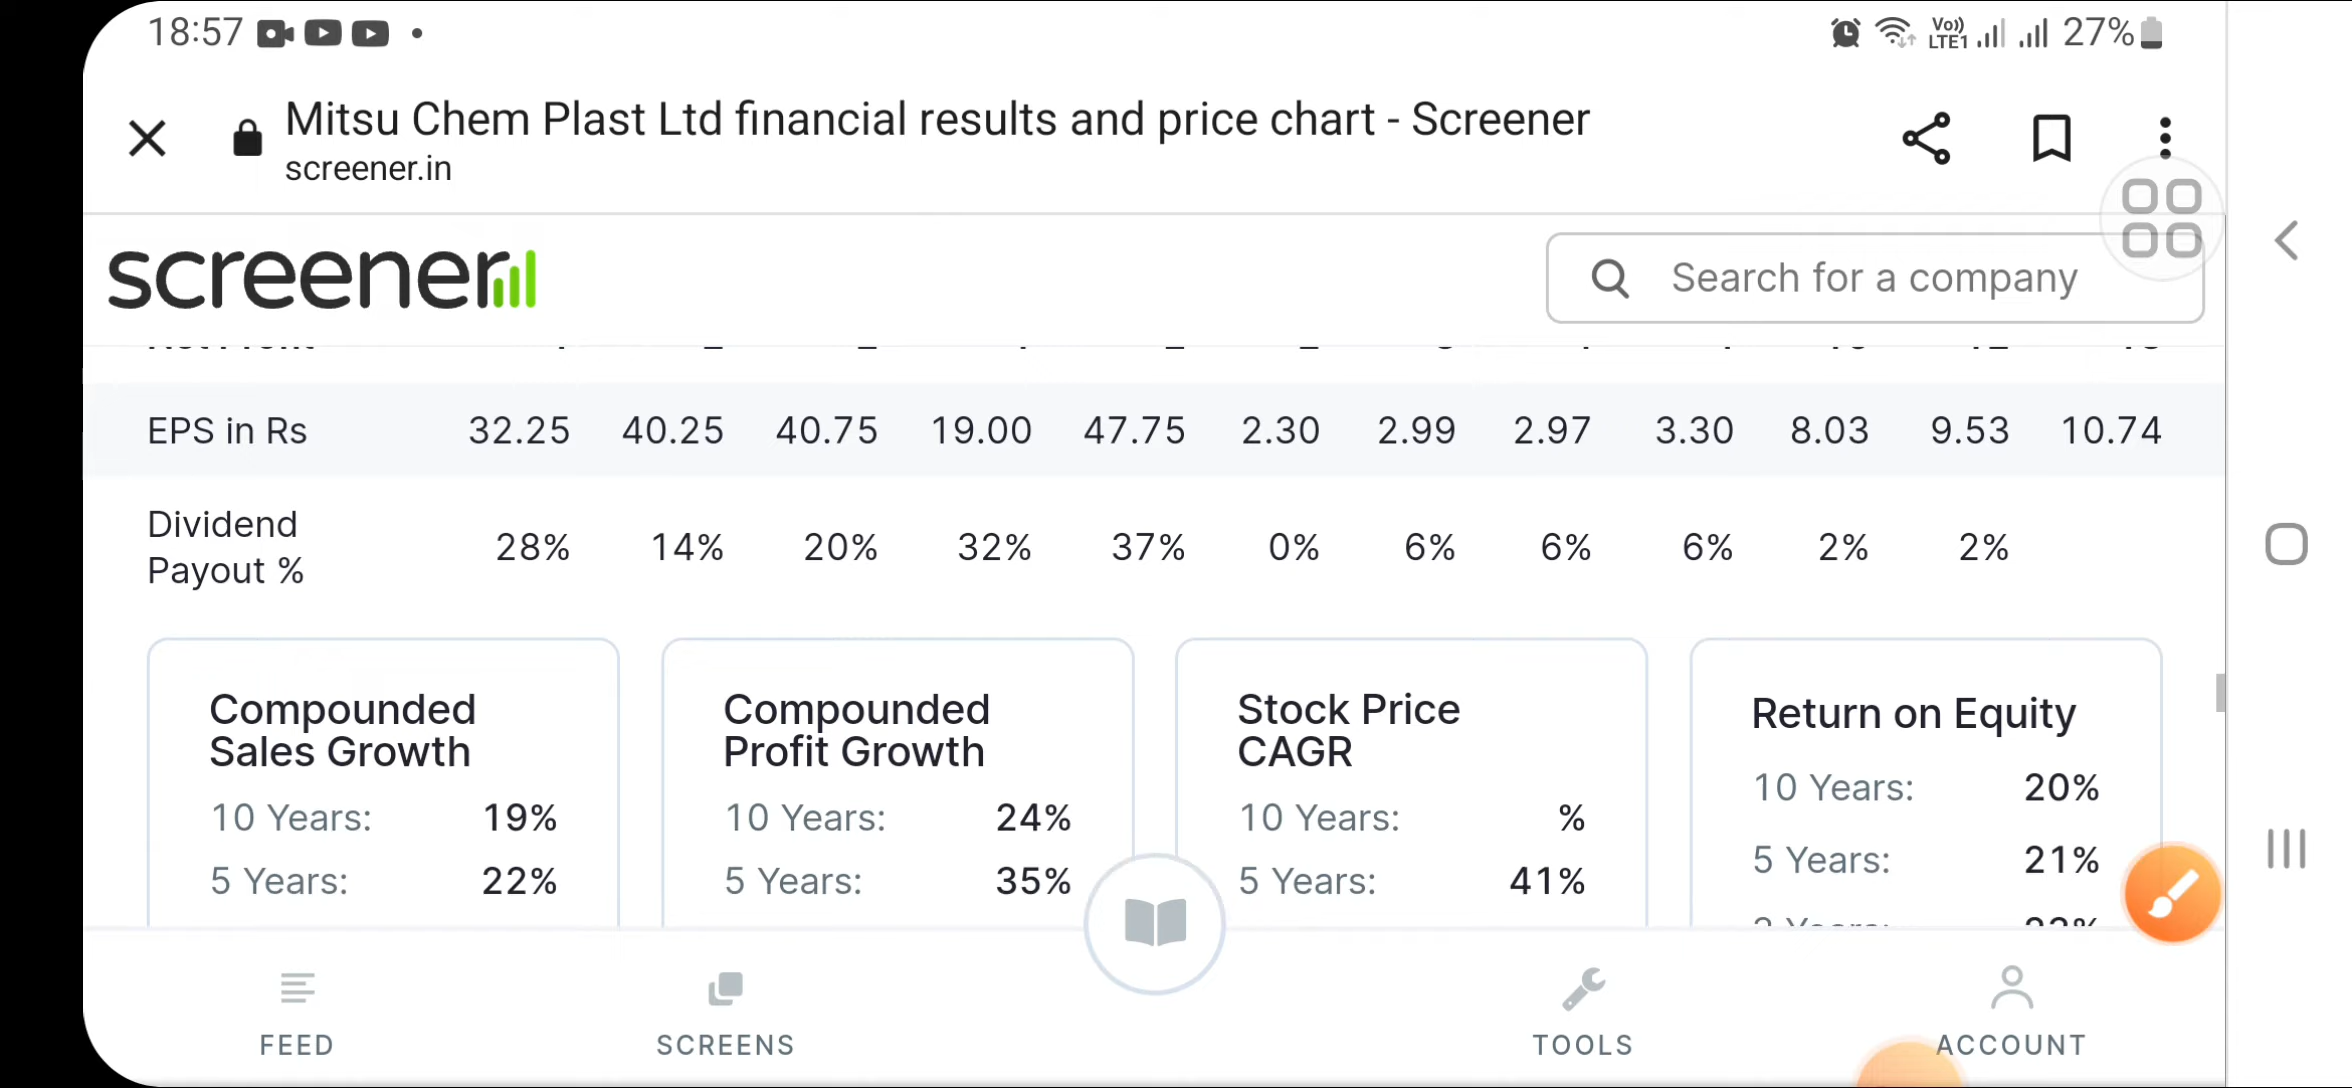 18:57 Vo)) LTE1 27%
Mitsu Chem Plast Ltd financial results and price chart - Screener
screener.in
screener Search for a company
EPS in Rs 32.25 40.25 40.75 19.00 47.75 2.30 2.99 2.97 3.30 8.03 9.53 10.74
Dividend
Payout % 28% 14% 20% 32% 37% 0% 6% 6% 6% 2% 2%
Compounded
Sales Growth
10 Years: 19%
5 Years: 22%
Compounded
Profit Growth
10 Years: 24%
5 Years: 35%
Stock Price
CAGR
10 Years: %
5 Years: 41%
Return on Equity
10 Years: 20%
5 Years: 21%
FEED SCREENS TOOLS ACCOUNT